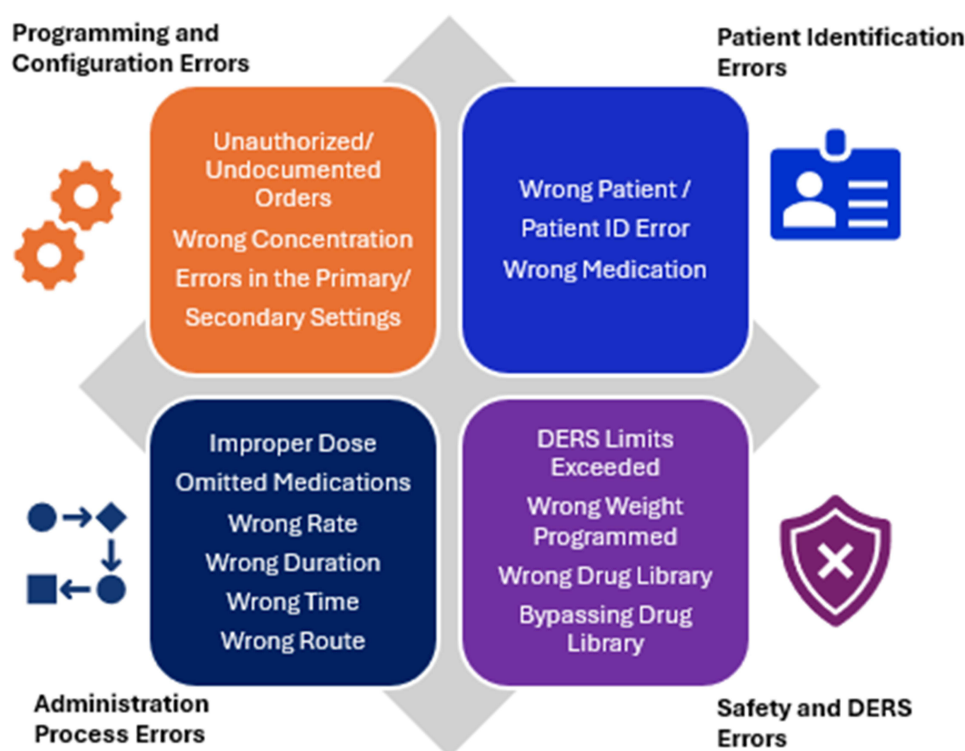 Programming and
Configuration Errors
Patient Identification
Errors
Unauthorized/
Undocumented
Orders
Wrong Concentration
Errors in the Primary/
Secondary Settings
Wrong Patient /
Patient ID Error
Wrong Medication
Improper Dose
Omitted Medications
Wrong Rate
Wrong Duration
Wrong Time
Wrong Route
DERS Limits
Exceeded
Wrong Weight
Programmed
Wrong Drug Library
Bypassing Drug
Library
Administration
Process Errors
Safety and DERS
Errors